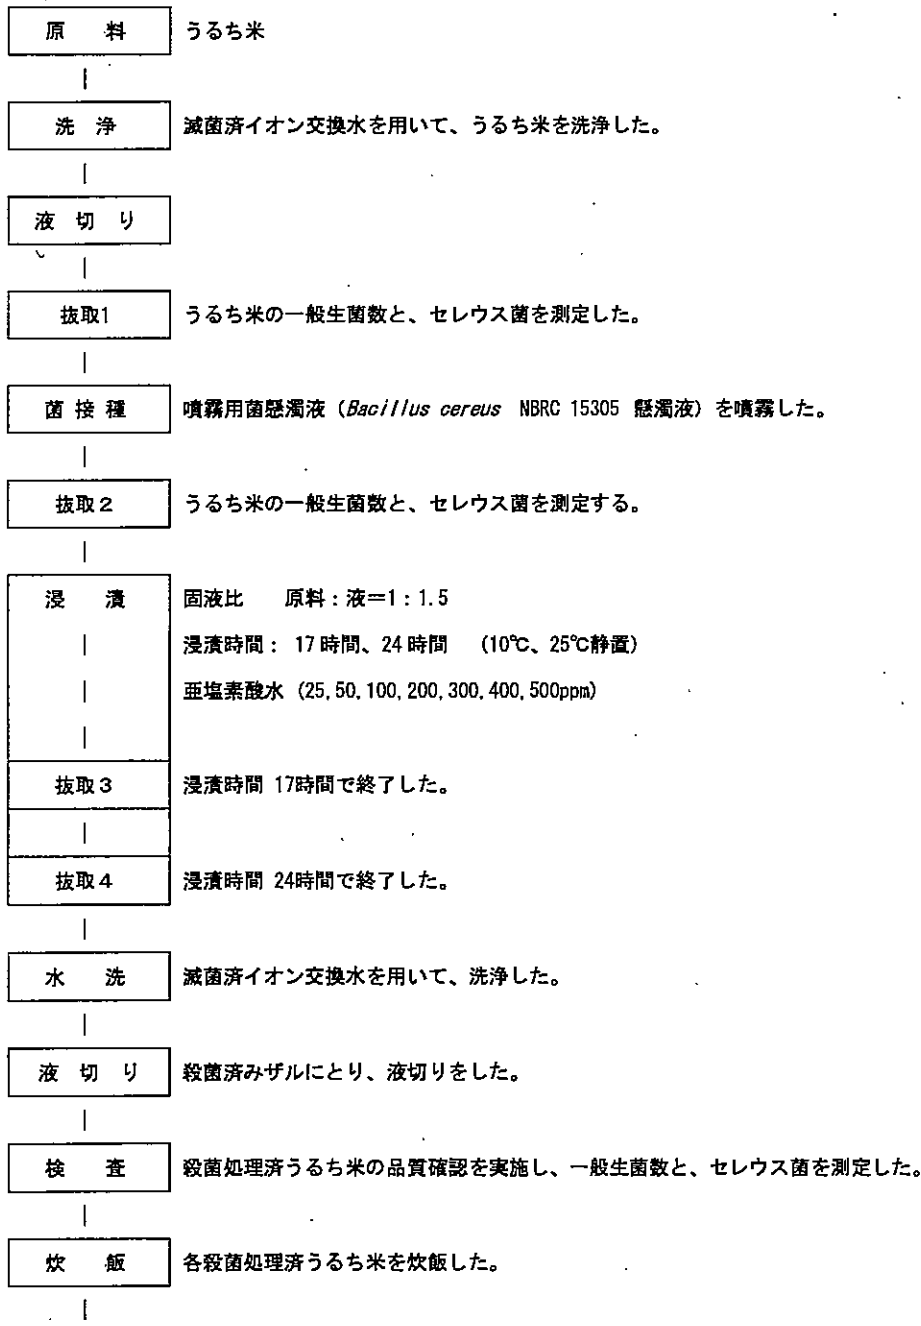 原 料 うるち米
洗 浄 滅菌済イオン交換水を用いて、うるち米を洗浄した。
液 切 り
抜取1 うるち米の一般生菌数と、セレウス菌を測定した。
菌 接 種 噴霧用菌懸濁液 (Bacillus cereus NBRC 15305 懸濁液) を噴霧した。
抜取2 うるち米の一般生菌数と、セレウス菌を測定する。
浸 漬 固液比 原料:液=1:1.5
浸漬時間: 17時間、24時間 (10℃、25℃静置)
亜塩素酸水 (25,50,100,200,300,400,500ppm)
抜取3 浸漬時間 17時間で終了した。
抜取4 浸漬時間 24時間で終了した。
水 洗 滅菌済イオン交換水を用いて、洗浄した。
液 切 り 殺菌済みザルにとり、液切りをした。
検 査 殺菌処理済うるち米の品質確認を実施し、一般生菌数と、セレウス菌を測定した。
炊 飯 各殺菌処理済うるち米を炊飯した。